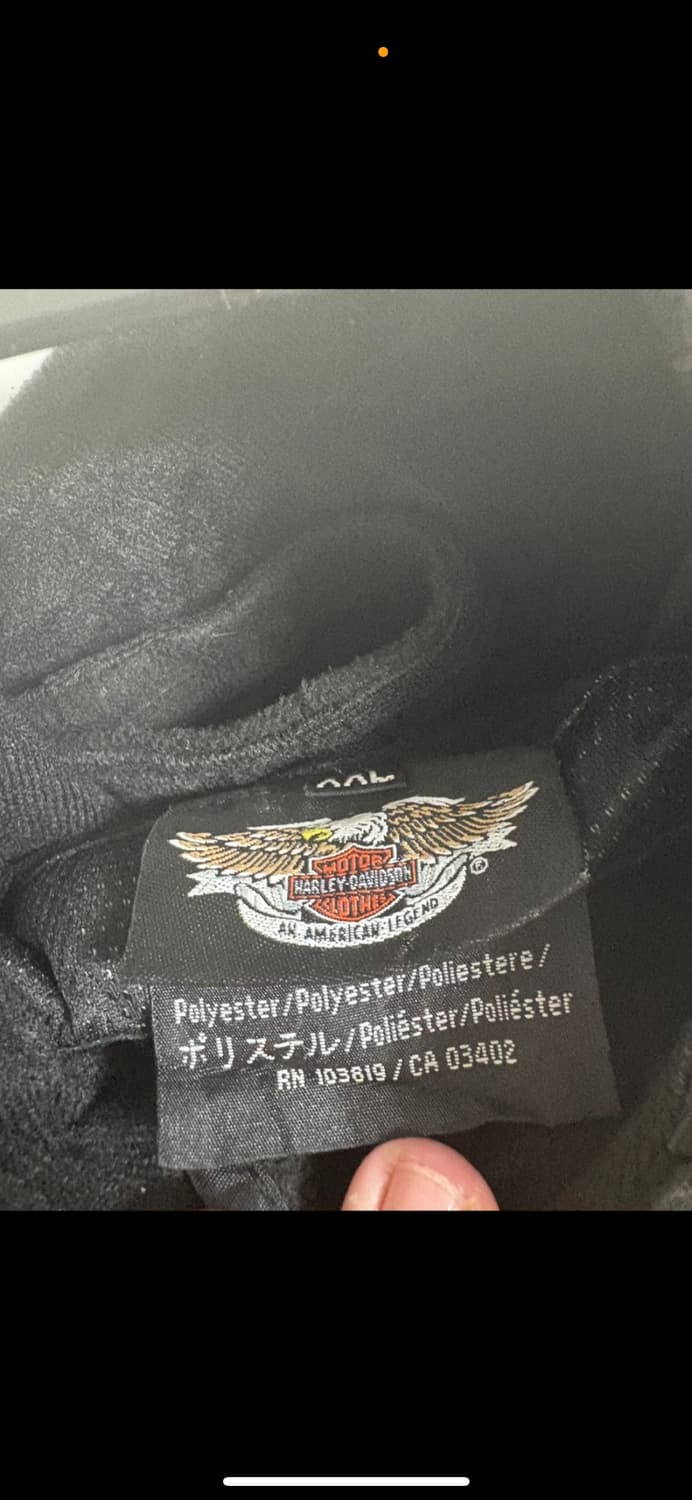 MOTOR
HARLEY-DAVIDSON
CLOTHES
®
AN AMERICAN LEGEND
Polyester/Polyester/Poliestere/
ポリステル/Poliéster/Poliéster
RN 103819 / CA 03402